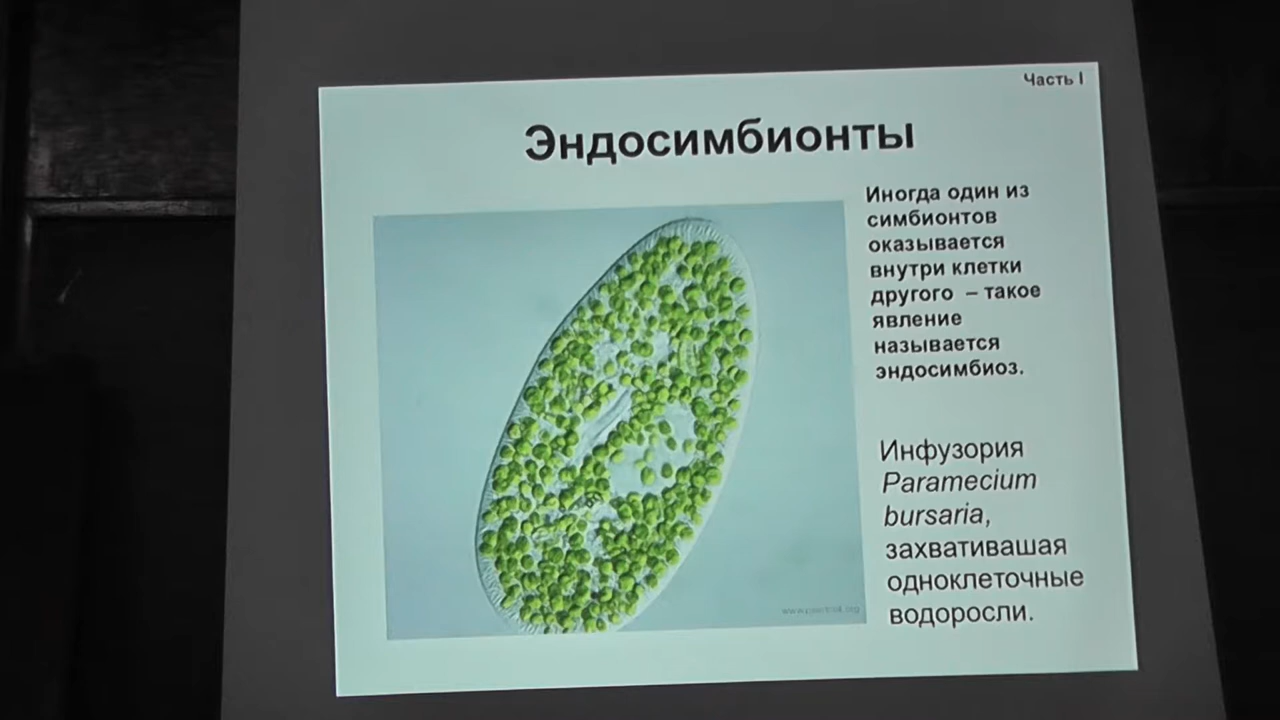 Часть I
Эндосимбионты
Иногда один из
симбионтов
оказывается
внутри клетки
другого – такое
явление
называется
эндосимбиоз.
Инфузория
Paramecium
bursaria,
захвативашая
одноклеточные
водоросли.